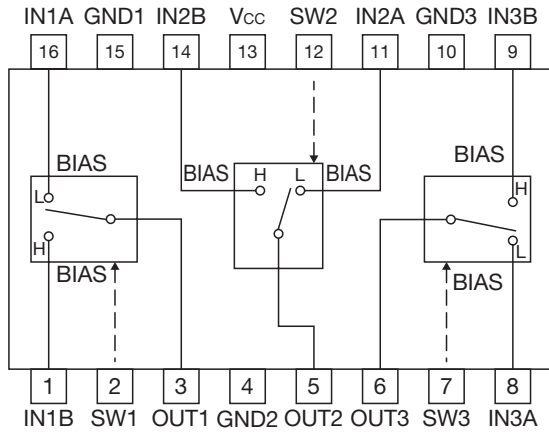 IN1A GND1 IN2B VCC SW2 IN2A GND3 IN3B
16 15 14 13 12 11 10 9
BIAS BIAS H L BIAS BIAS
L H
H L
BIAS BIAS
1 2 3 4 5 6 7 8
IN1B SW1 OUT1 GND2 OUT2 OUT3 SW3 IN3A